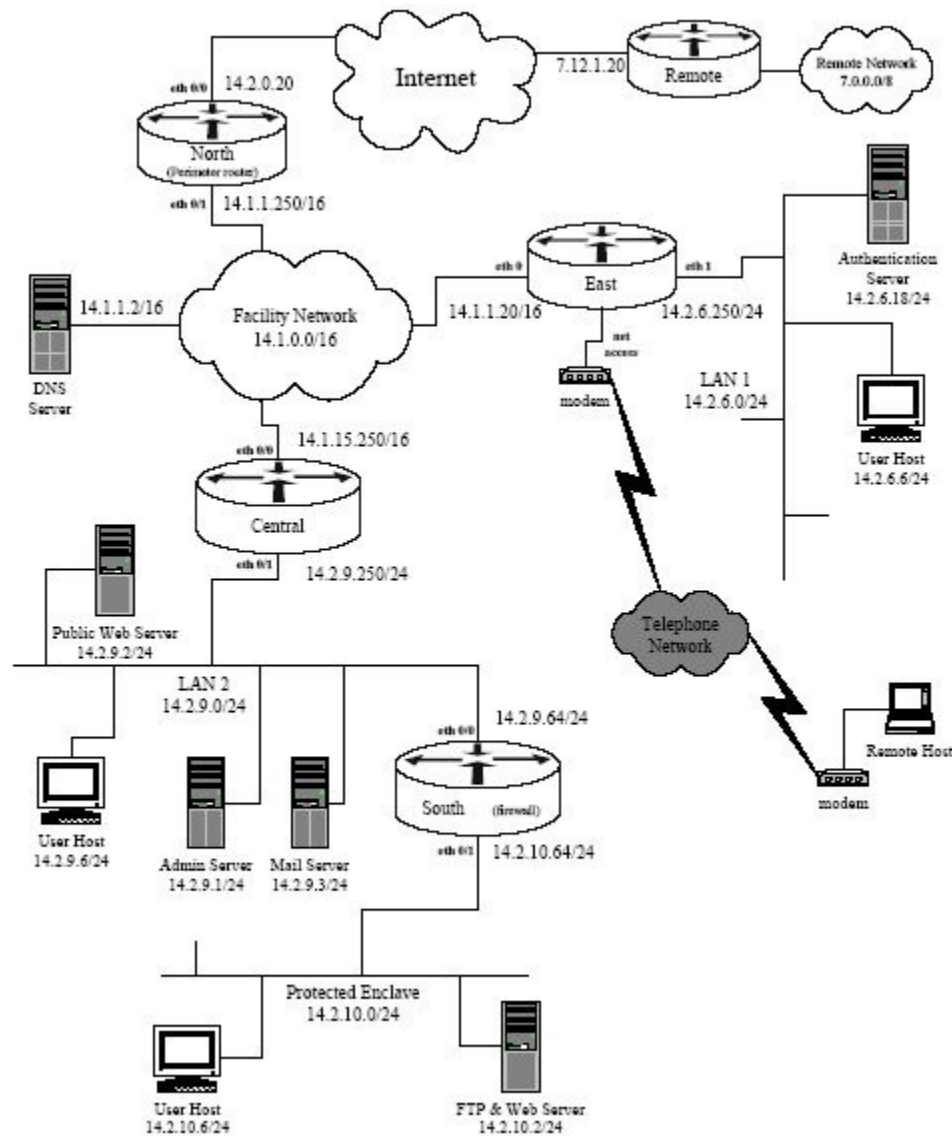 14.2.0.20
eth 0/0
Internet
7.12.1.20
Remote
Remote Network
7.0.0.0/8
North
(Perimeter router)
eth 0/1
14.1.1.250/16
Authentication
Server
14.2.6.18/24
eth 0
East
eth 1
14.1.1.2/16
Facility Network
14.1.0.0/16
14.1.1.20/16
14.2.6.250/24
net
access
modem
DNS
Server
LAN 1
14.2.6.0/24
User Host
14.2.6.6/24
14.1.15.250/16
eth 0/0
Central
eth 0/1
14.2.9.250/24
Public Web Server
14.2.9.2/24
Telephone
Network
LAN 2
14.2.9.0/24
14.2.9.64/24
eth 0/0
South
(firewall)
eth 0/1
14.2.10.64/24
Remote Host
modem
User Host
14.2.9.6/24
Admin Server
14.2.9.1/24
Mail Server
14.2.9.3/24
Protected Enclave
14.2.10.0/24
User Host
14.2.10.6/24
FTP & Web Server
14.2.10.2/24